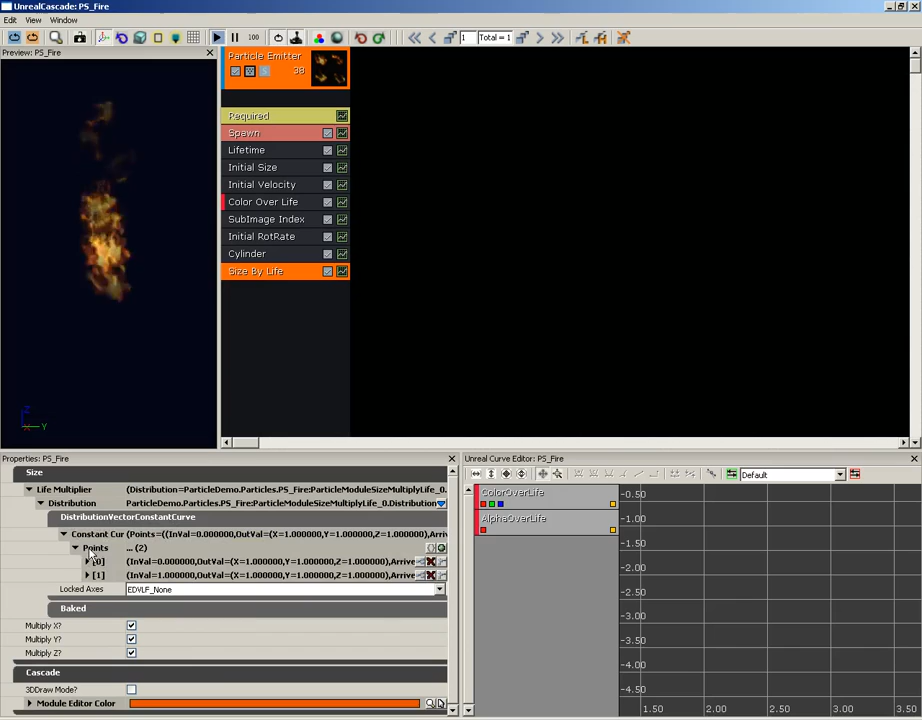 UnrealCascade: PS_Fire
File View Window
100 1 Total = 1
Preview: PS_Fire
Z
Y
X
Particle Emitter
38
Required
Spawn
Lifetime
Initial Size
Initial Velocity
Color Over Life
SubImage Index
Initial RotRate
Cylinder
Size By Life
Properties: PS_Fire
Size
Life Multiplier (Distribution=ParticleDemo.Particles.PS_Fire:ParticleModuleSizeMultiplyLife_0.
Distribution ParticleDemo.Particles.PS_Fire:ParticleModuleSizeMultiplyLife_0.Distribution
DistributionVectorConstantCurve
Constant Cur (Points=((InVal=0.000000,OutVal=(X=1.000000,Y=1.000000,Z=1.000000),Arriv
Points ... (2)
[0] (InVal=0.000000,OutVal=(X=1.000000,Y=1.000000,Z=1.000000),Arrive
[1] (InVal=1.000000,OutVal=(X=1.000000,Y=1.000000,Z=1.000000),Arrive
Locked Axes EDVLF_None
Baked
Multiply X?
Multiply Y?
Multiply Z?
Cascade
3DDraw Mode?
Module Editor Color
Unreal Curve Editor: PS_Fire
Default
ColorOverLife
AlphaOverLife
-0.50
-1.00
-1.50
-2.00
-2.50
-3.00
-3.50
-4.00
-4.50
1.50 2.00 2.50 3.00 3.50